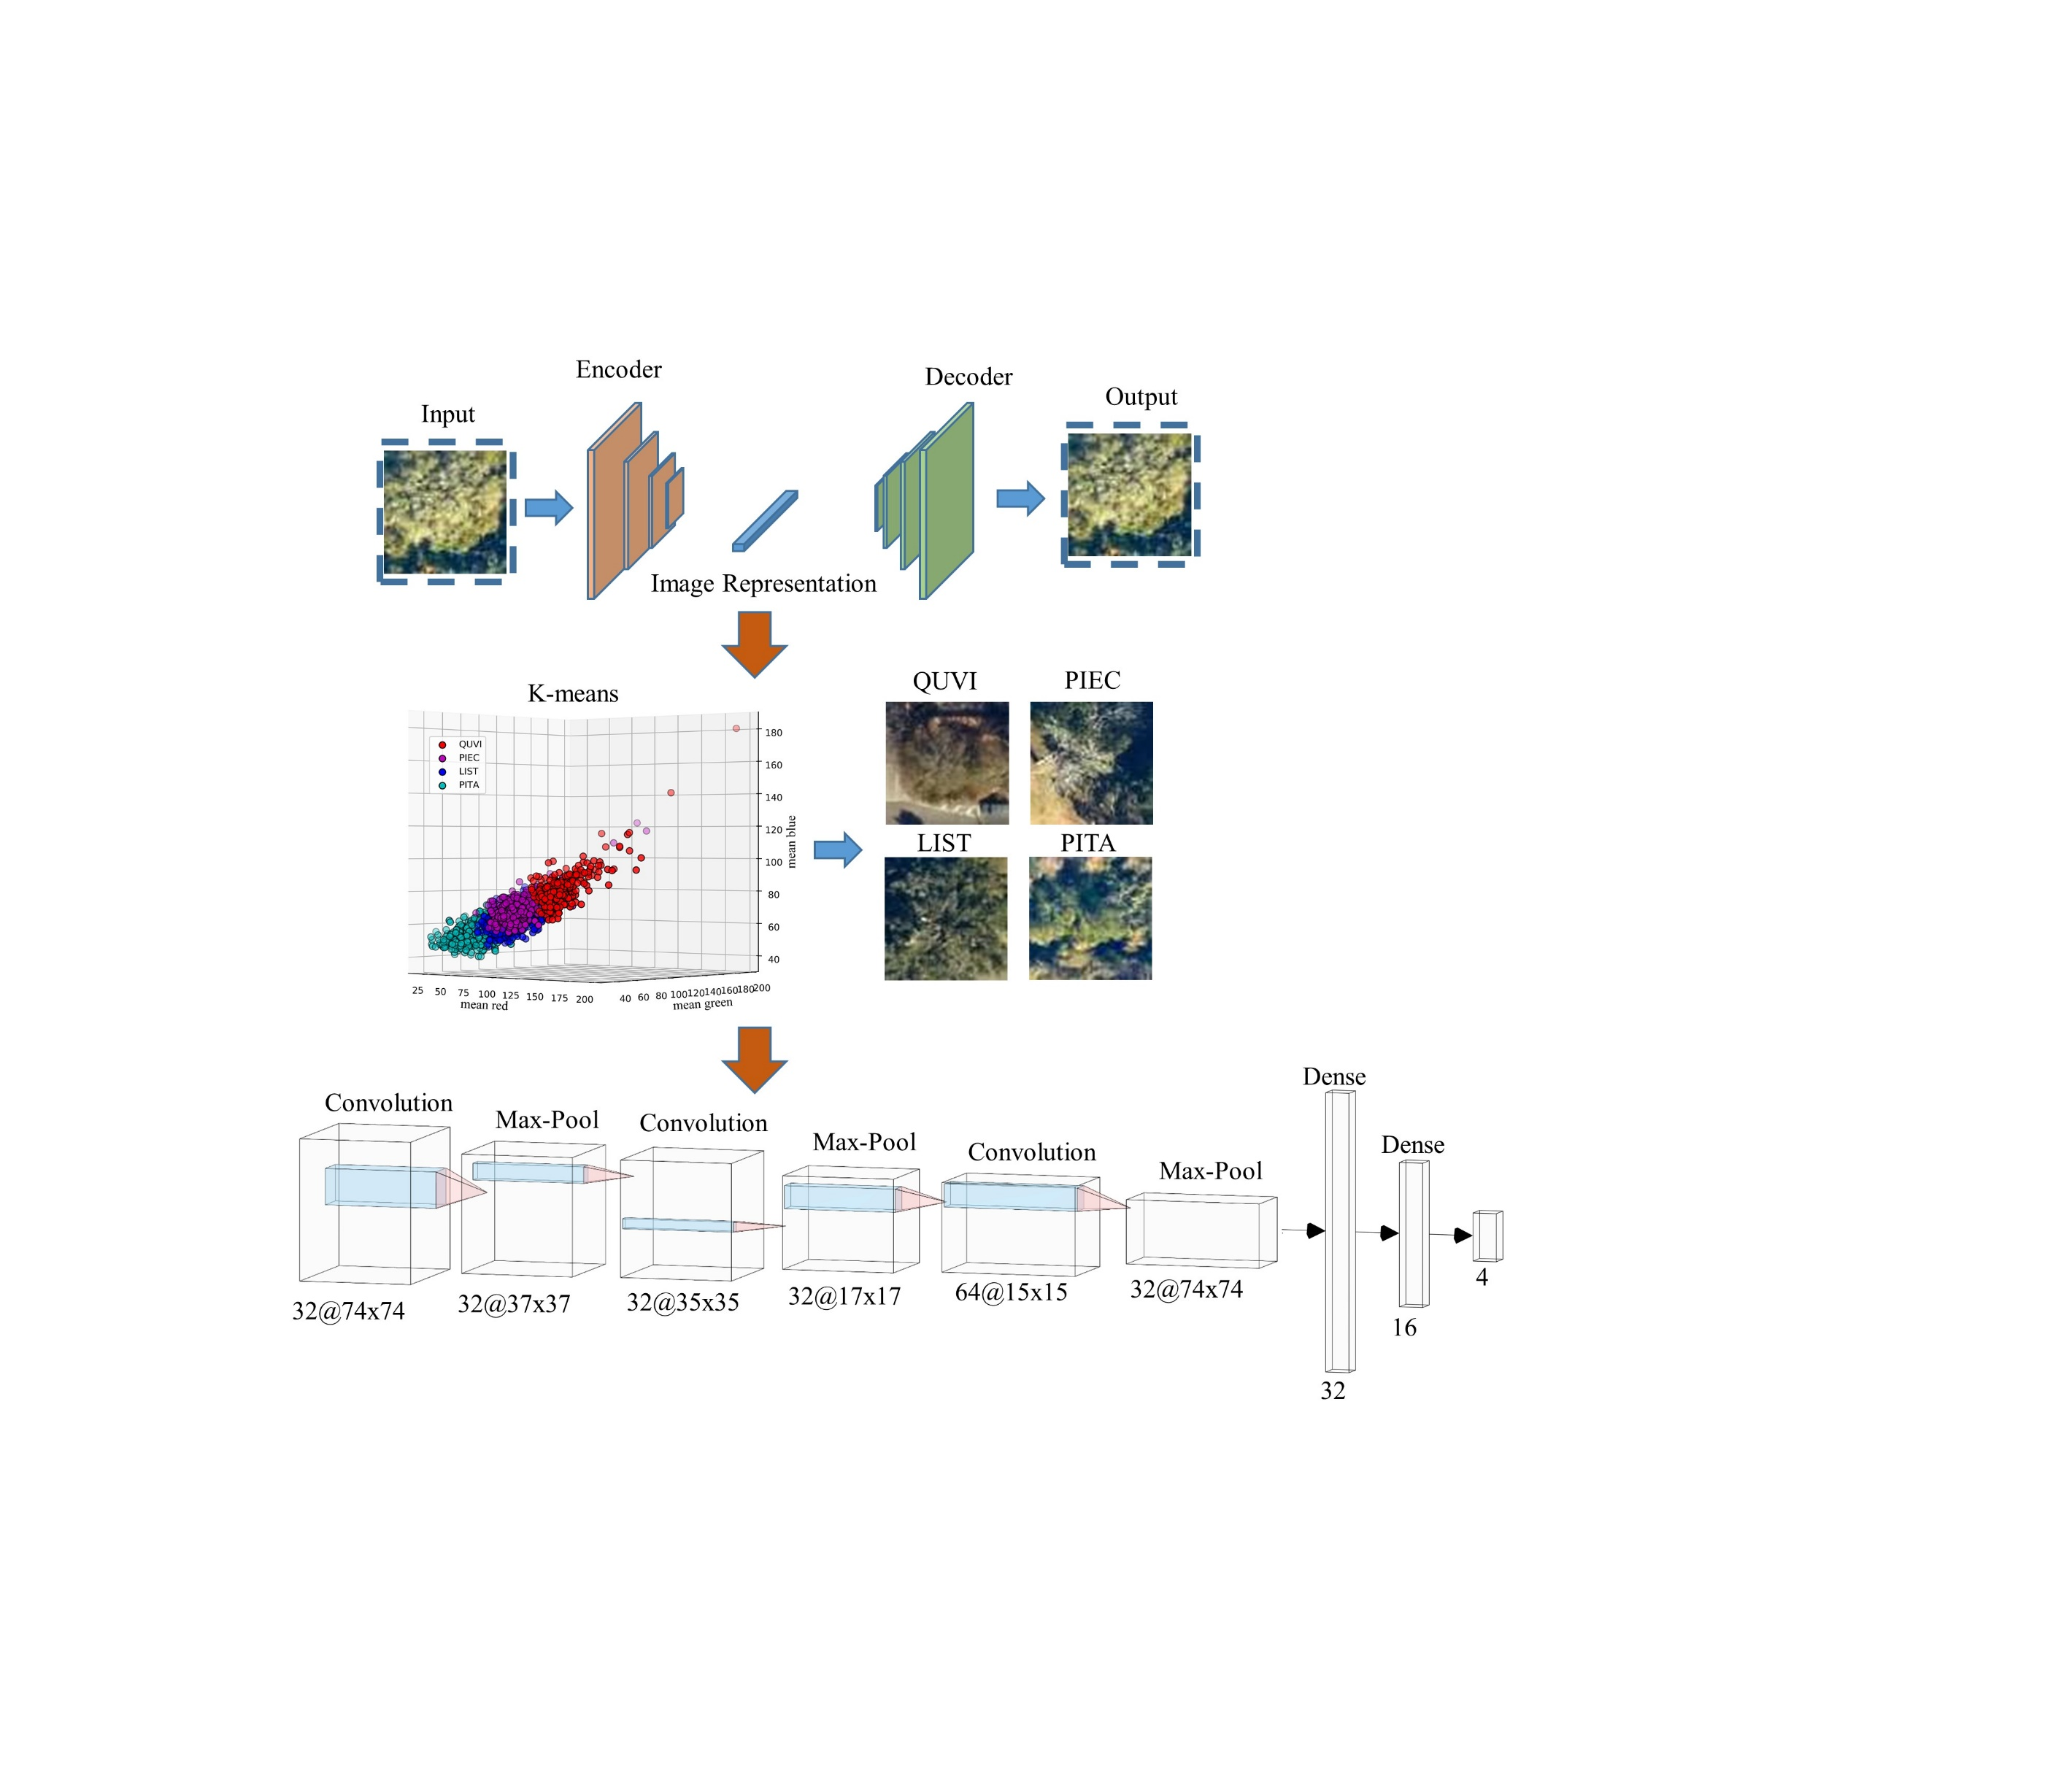 Encoder
Decoder
Input
Output
Image Representation
K-means
QUVI
PIEC
LIST
PITA
QUVI
PIEC
LIST
PITA
180
160
140
120
100
80
60
40
mean blue
25 50 75 100 125 150 175 200
mean red
40 60 80 100 120 140 160 180 200
mean green
Convolution
Max-Pool
Convolution
Max-Pool
Convolution
Max-Pool
Dense
Dense
32@74x74
32@37x37
32@35x35
32@17x17
64@15x15
32@74x74
32
16
4